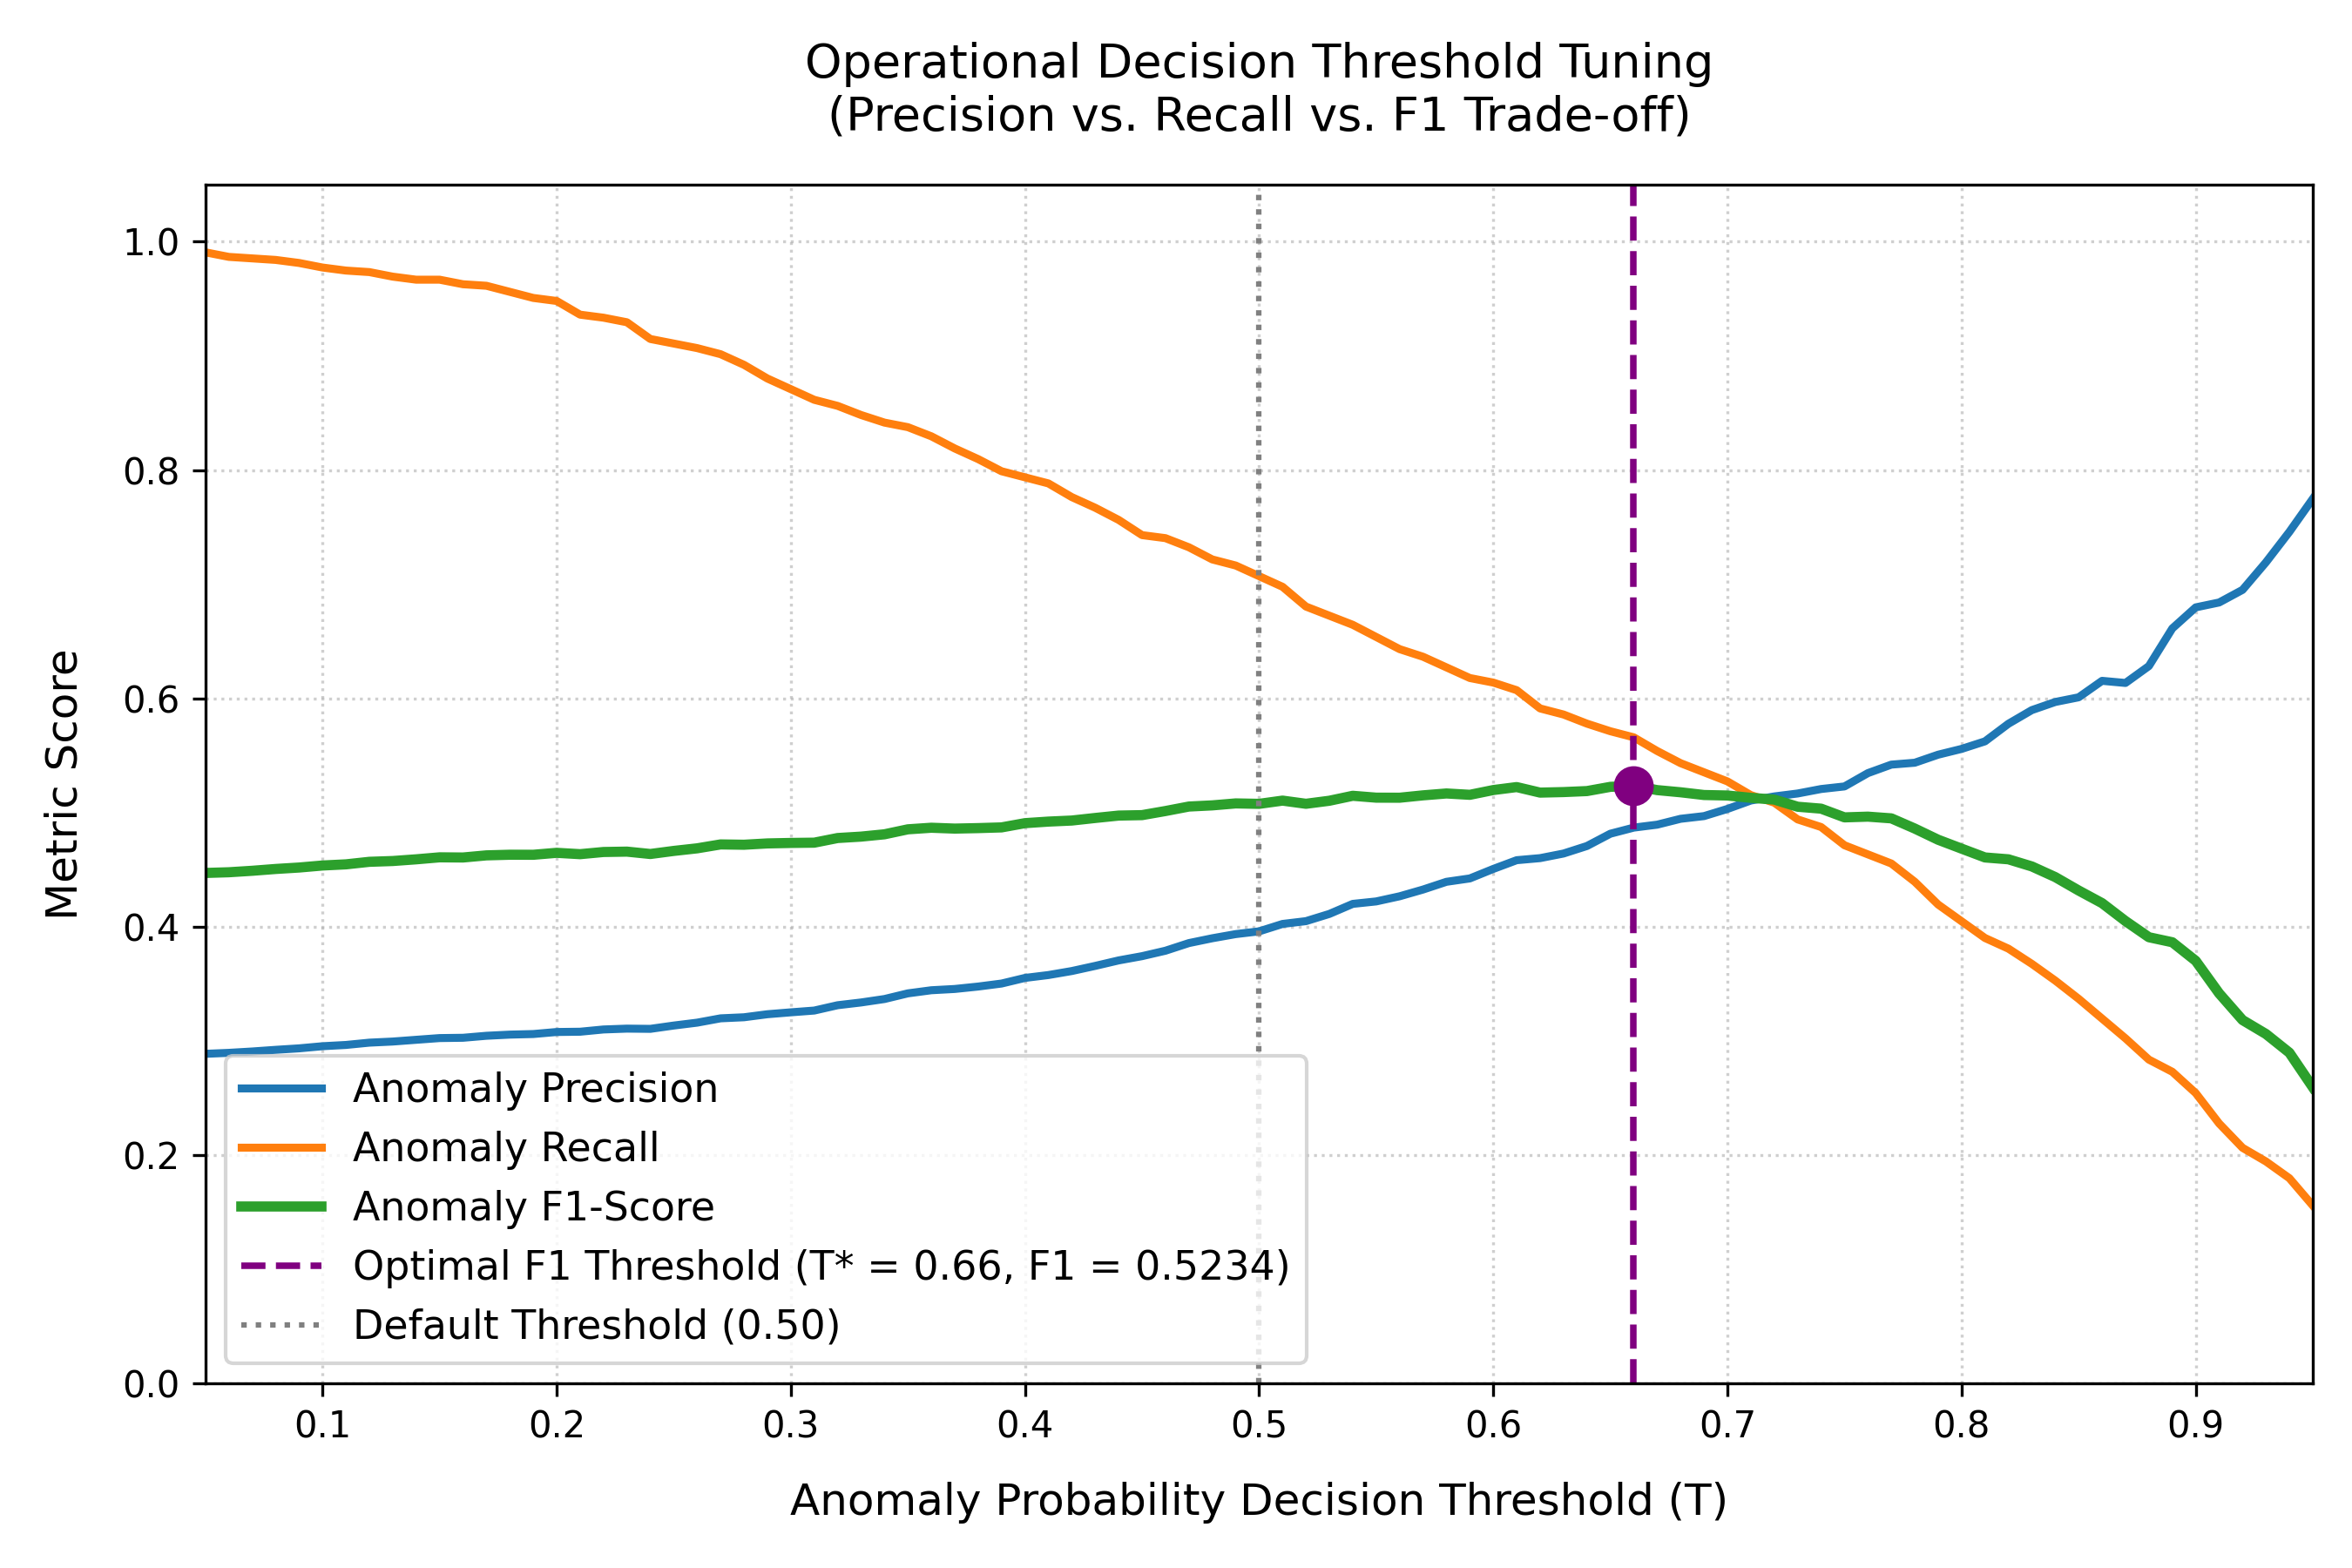 Operational Decision Threshold Tuning
(Precision vs. Recall vs. F1 Trade-off)
Metric Score
1.0
0.8
0.6
0.4
0.2
0.0
Anomaly Precision
Anomaly Recall
Anomaly F1-Score
Optimal F1 Threshold (T* = 0.66, F1 = 0.5234)
Default Threshold (0.50)
0.1 0.2 0.3 0.4 0.5 0.6 0.7 0.8 0.9
Anomaly Probability Decision Threshold (T)